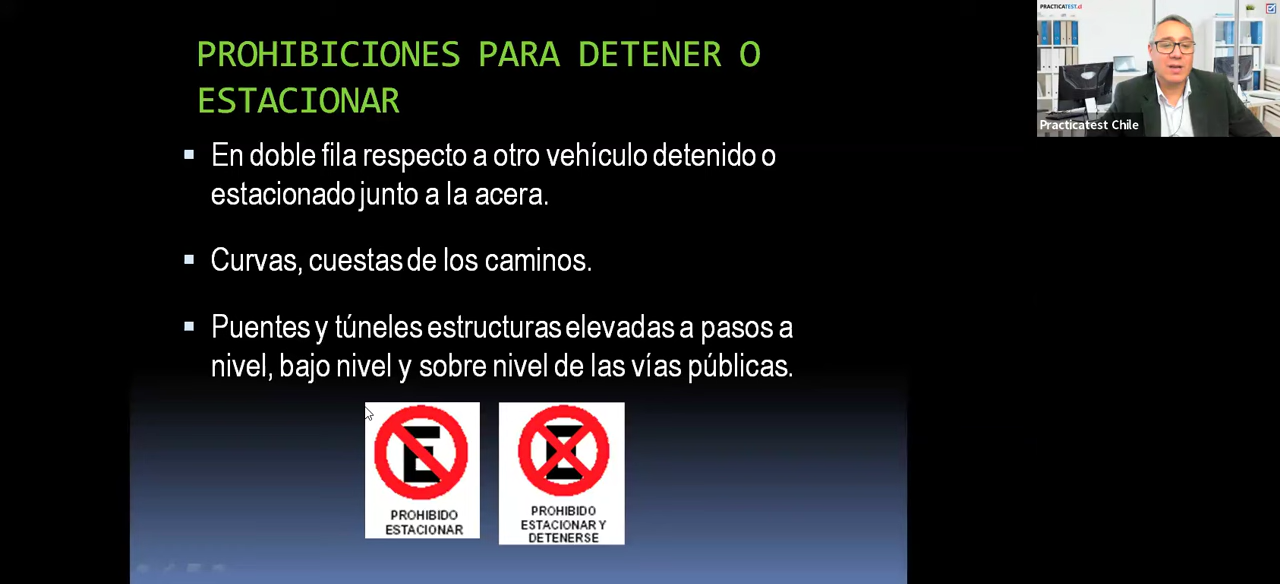 PROHIBICIONES PARA DETENER O
ESTACIONAR
En doble fila respecto a otro vehículo detenido o
estacionado junto a la acera.
Curvas, cuestas de los caminos.
Puentes y túneles estructuras elevadas a pasos a
nivel, bajo nivel y sobre nivel de las vías públicas.
E
PROHIBIDO
ESTACIONAR
E
PROHIBIDO
ESTACIONAR Y
DETENERSE
PRACTICATEST.cl
Practicatest Chile